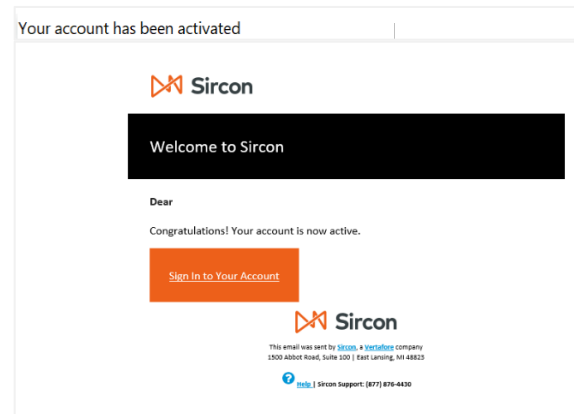 Your account has been activated
Sircon
Welcome to Sircon
Dear
Congratulations! Your account is now active.
Sign In to Your Account
Sircon
This email was sent by Sircon, a Vertafore company
1500 Abbot Road, Suite 100 | East Lansing, MI 48823
Help | Sircon Support: (877) 876-4430